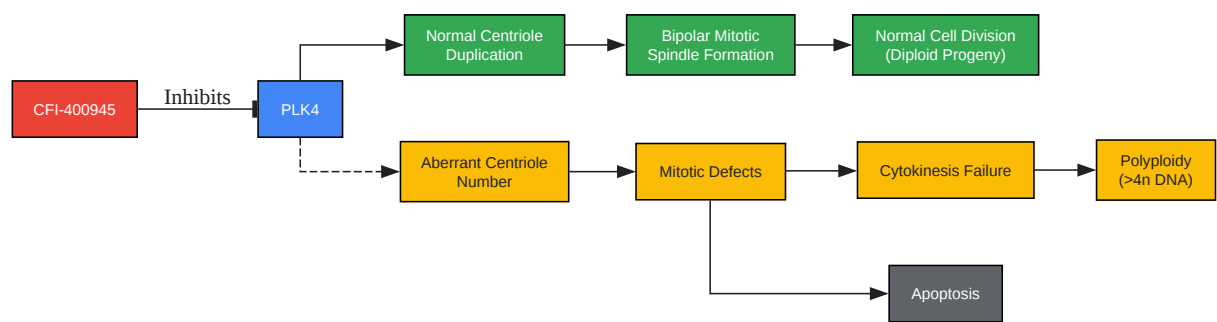 Normal Centriole
Duplication
Bipolar Mitotic
Spindle Formation
Normal Cell Division
(Diploid Progeny)
CFI-400945
Inhibits
PLK4
Aberrant Centriole
Number
Mitotic Defects
Cytokinesis Failure
Polyploidy
(>4n DNA)
Apoptosis